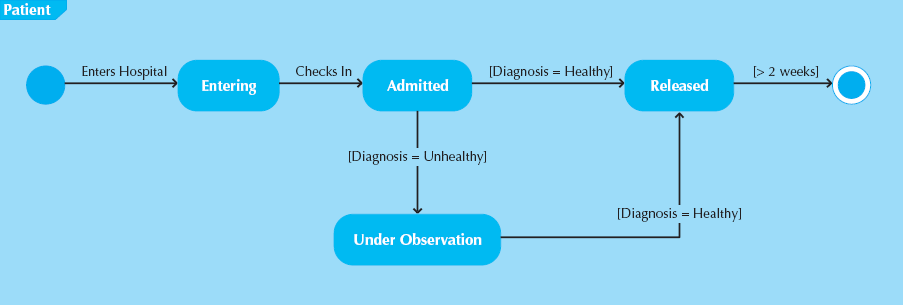 Patient
Enters Hospital
Entering
Checks In
Admitted
[Diagnosis = Healthy]
Released
[> 2 weeks]
[Diagnosis = Unhealthy]
Under Observation
[Diagnosis = Healthy]